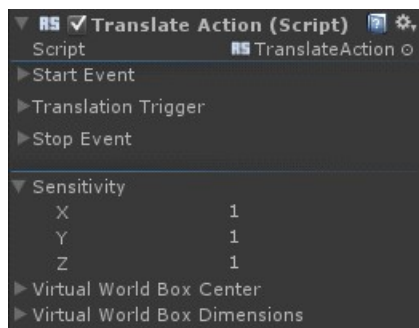 RS Translate Action (Script)
Script RS TranslateAction
Start Event
Translation Trigger
Stop Event
Sensitivity
X 1
Y 1
Z 1
Virtual World Box Center
Virtual World Box Dimensions